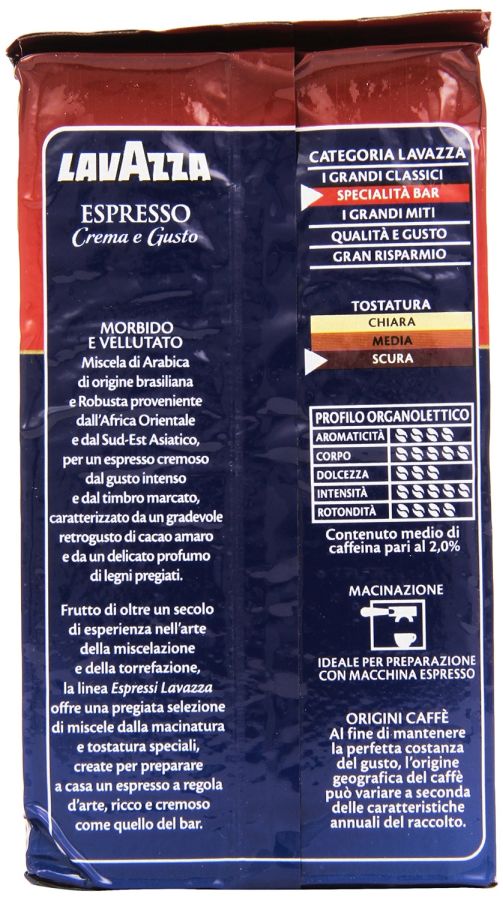 LAVAZZA
ESPRESSO
Crema e Gusto
MORBIDO
E VELLUTATO
Miscela di Arabica
di origine brasiliana
e Robusta proveniente
dall'Africa Orientale
e dal Sud-Est Asiatico,
per un espresso cremoso
dal gusto intenso
e dal timbro marcato,
caratterizzato da un gradevole
retrogusto di cacao amaro
e da un delicato profumo
di legni pregiati.
Frutto di oltre un secolo
di esperienza nell'arte
della miscelazione
e della torrefazione,
la linea Espressi Lavazza
offre una pregiata selezione
di miscele dalla macinatura
e tostatura speciali,
create per preparare
a casa un espresso a regola
d'arte, ricco e cremoso
come quello del bar.
CATEGORIA LAVAZZA
I GRANDI CLASSICI
SPECIALITÀ BAR
I GRANDI MITI
QUALITÀ E GUSTO
GRAN RISPARMIO
TOSTATURA
CHIARA
MEDIA
SCURA
PROFILO ORGANOLETTICO
AROMATICITÀ
CORPO
DOLCEZZA
INTENSITÀ
ROTONDITÀ
Contenuto medio di
caffeina pari al 2,0%
MACINAZIONE
IDEALE PER PREPARAZIONE
CON MACCHINA ESPRESSO
ORIGINI CAFFÈ
Al fine di mantenere
la perfetta costanza
del gusto, l'origine
geografica del caffè
può variare a seconda
delle caratteristiche
annuali del raccolto.